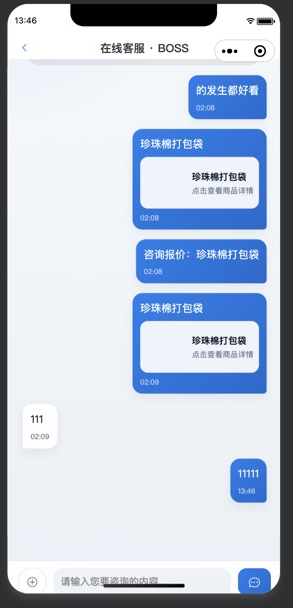 13:46
在线客服 · BOSS
的发生都好看
02:08
珍珠棉打包袋
珍珠棉打包袋
点击查看商品详情
02:08
咨询报价：珍珠棉打包袋
02:08
珍珠棉打包袋
珍珠棉打包袋
点击查看商品详情
02:09
111
02:09
11111
13:46
请输入您要咨询的内容